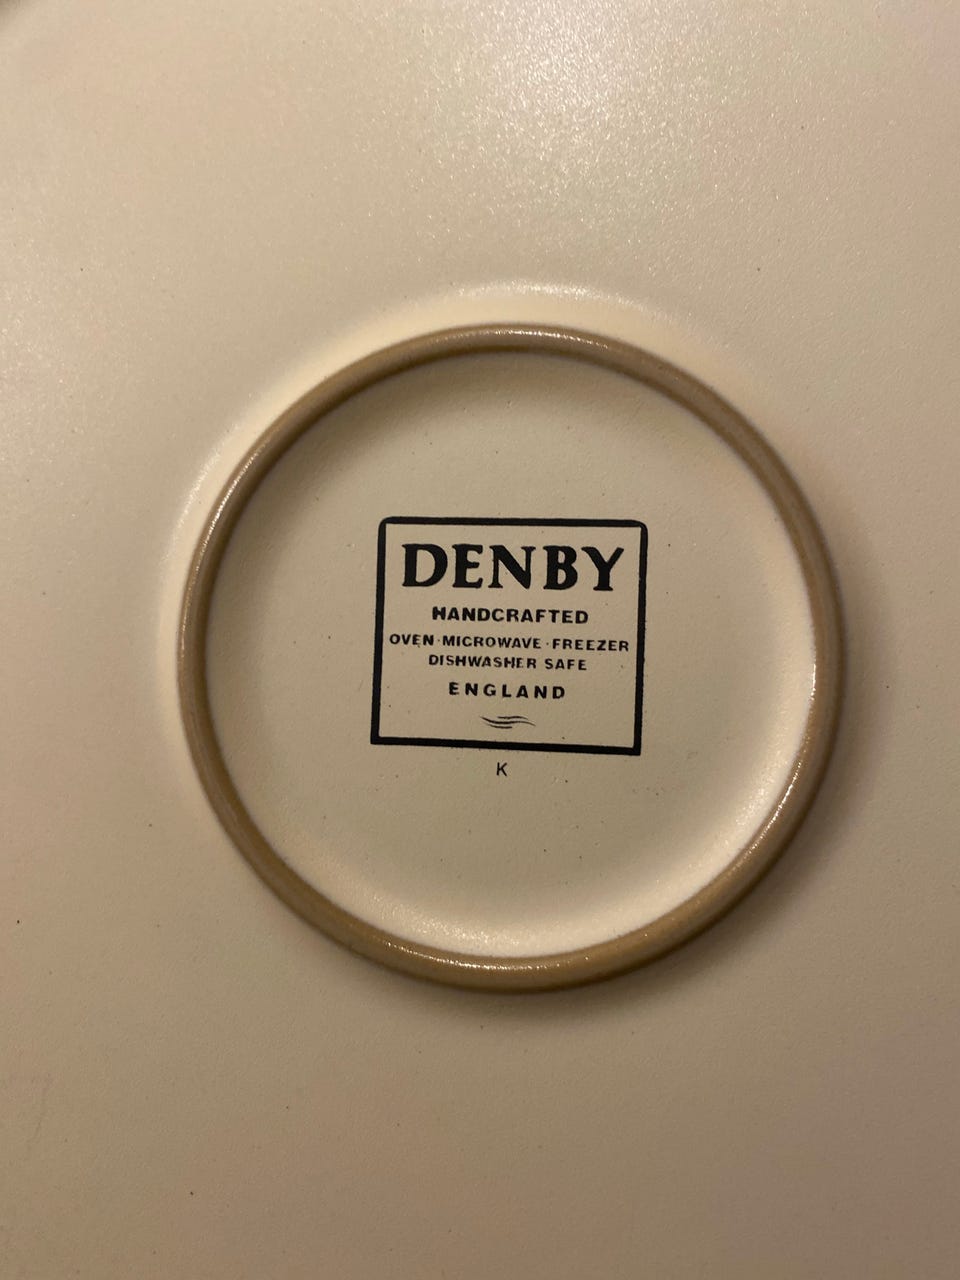 DENBY
HANDCRAFTED
OVEN·MICROWAVE·FREEZER
DISHWASHER SAFE
ENGLAND
K